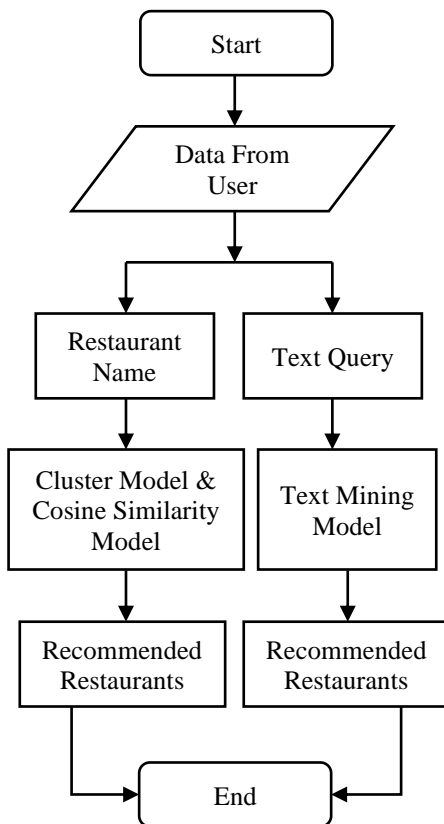 Start
Data From
User
Restaurant
Name
Text Query
Cluster Model &
Cosine Similarity
Model
Text Mining
Model
Recommended
Restaurants
Recommended
Restaurants
End